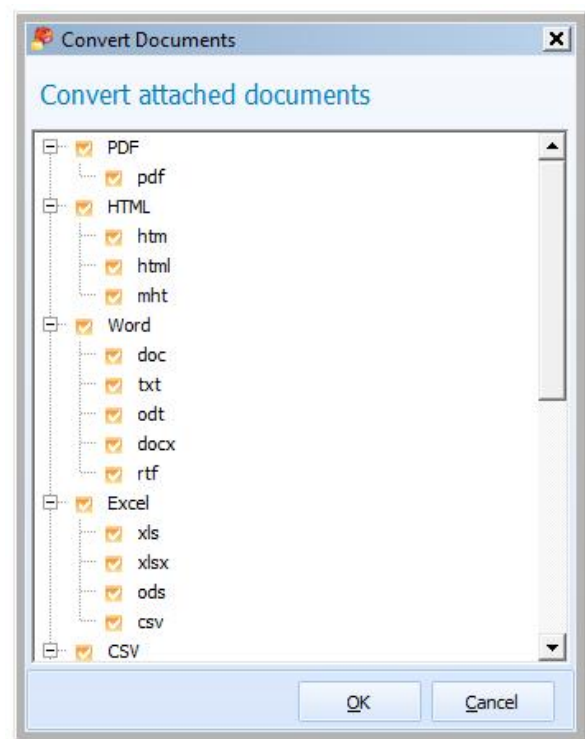 Convert Documents
Convert attached documents
PDF
pdf
HTML
htm
html
mht
Word
doc
txt
odt
docx
rtf
Excel
xls
xlsx
ods
csv
CSV
OK Cancel